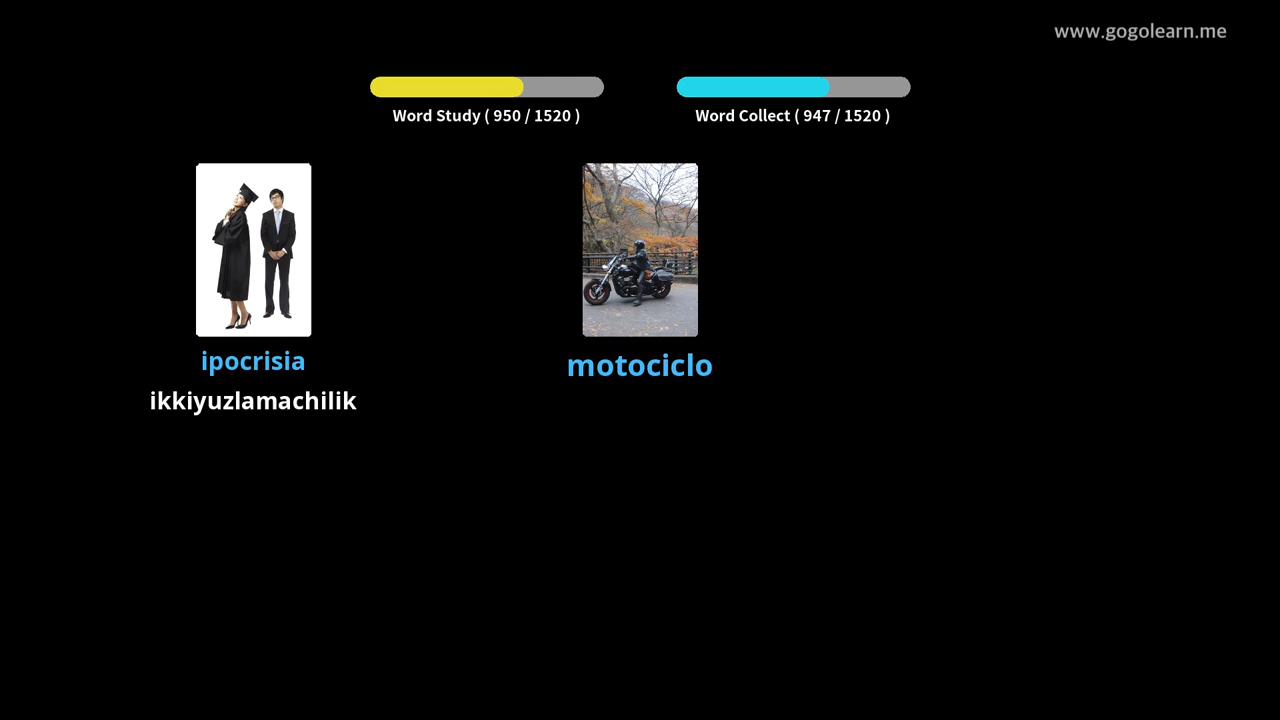 www.gogolearn.me
Word Study ( 950 / 1520 )
Word Collect ( 947 / 1520 )
ipocrisia
ikkiyuzlamachilik
motociclo